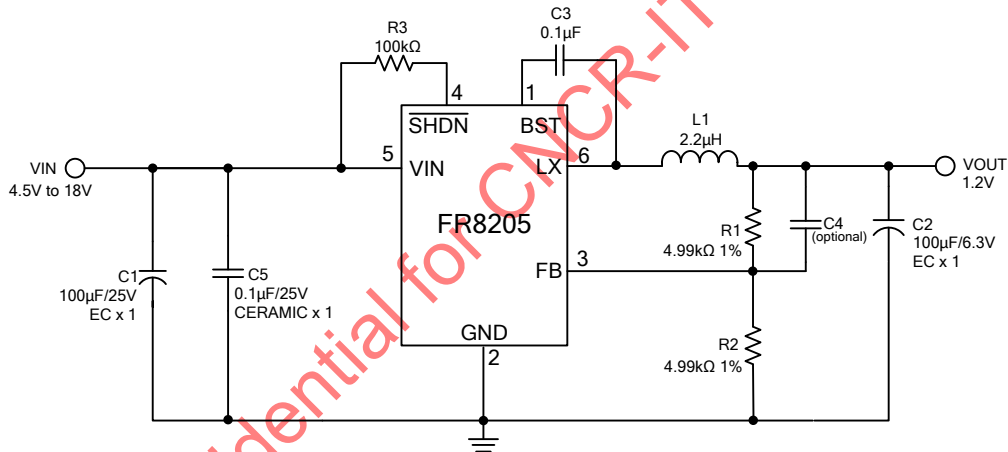 C3
0.1µF
R3
100kΩ
4
1
SHDN
BST
L1
2.2µH
5
VIN
LX
6
VIN
4.5V to 18V
VOUT
1.2V
FR8205
R1
4.99kΩ 1%
C4
(optional)
C2
100µF/6.3V
EC x 1
FB
3
C1
100µF/25V
EC x 1
C5
0.1µF/25V
CERAMIC x 1
GND
2
R2
4.99kΩ 1%
dential for CNCR-IT